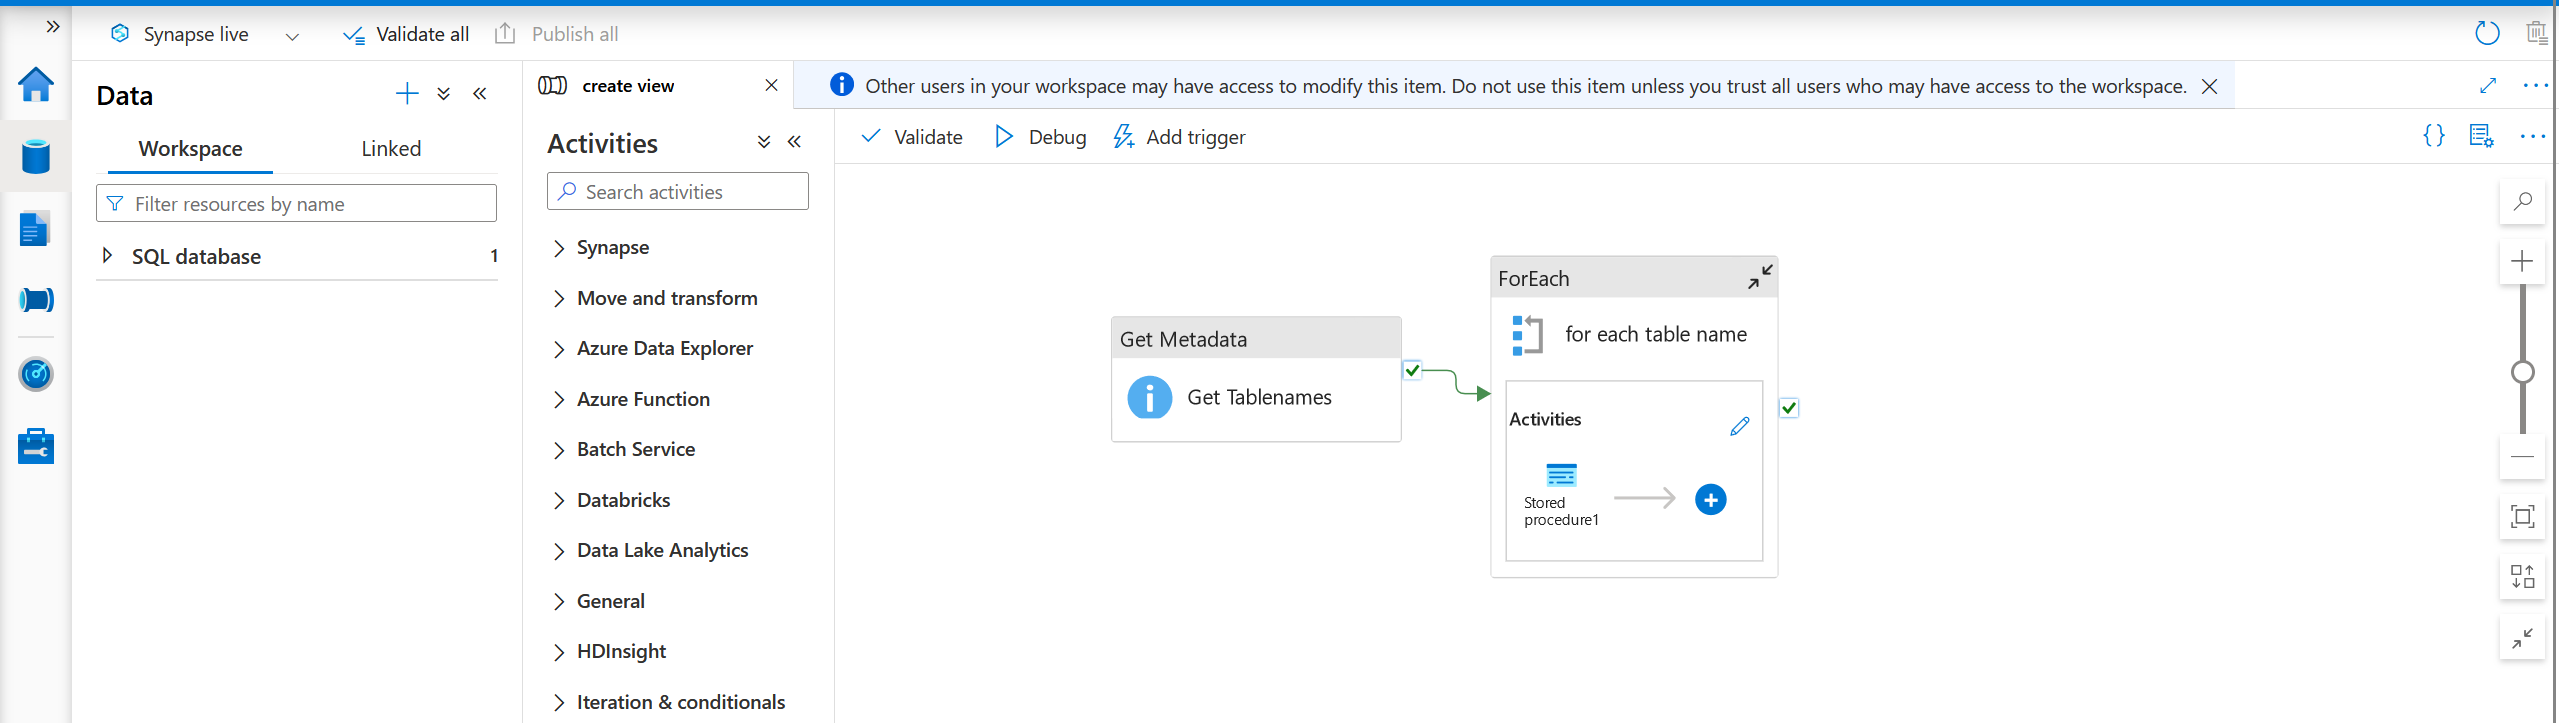 Synapse live
Validate all
Publish all
Data
Workspace
Linked
Filter resources by name
SQL database
1
create view
Other users in your workspace may have access to modify this item. Do not use this item unless you trust all users who may have access to the workspace.
Activities
Search activities
Synapse
Move and transform
Azure Data Explorer
Azure Function
Batch Service
Databricks
Data Lake Analytics
General
HDInsight
Iteration & conditionals
Validate
Debug
Add trigger
Get Metadata
Get Tablenames
ForEach
for each table name
Activities
Stored
procedure1